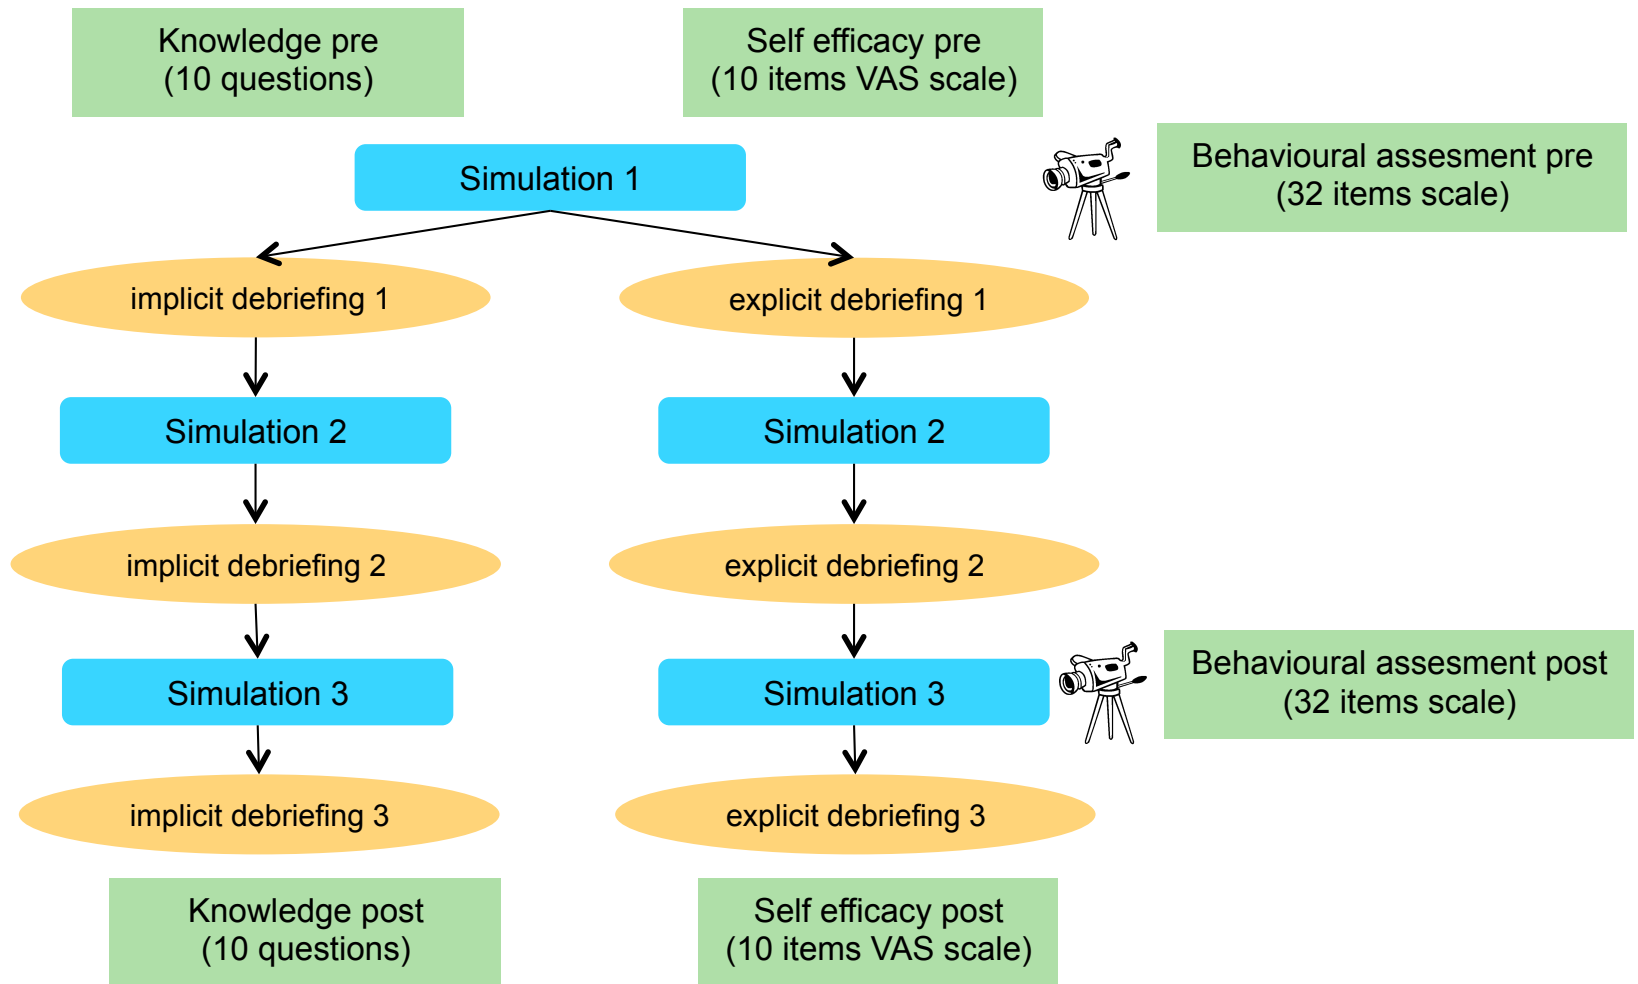 Knowledge pre
(10 questions)
Self efficacy pre
(10 items VAS scale)
Behavioural assesment pre
(32 items scale)
Simulation 1
implicit debriefing 1
explicit debriefing 1
Simulation 2
Simulation 2
implicit debriefing 2
explicit debriefing 2
Simulation 3
Simulation 3
Behavioural assesment post
(32 items scale)
implicit debriefing 3
explicit debriefing 3
Knowledge post
(10 questions)
Self efficacy post
(10 items VAS scale)